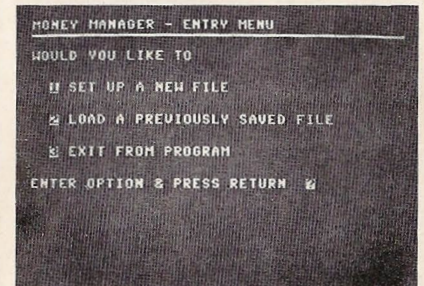 MONEY MANAGER - ENTRY MENU
WOULD YOU LIKE TO
1 SET UP A NEW FILE
2 LOAD A PREVIOUSLY SAVED FILE
3 EXIT FROM PROGRAM
ENTER OPTION & PRESS RETURN ?